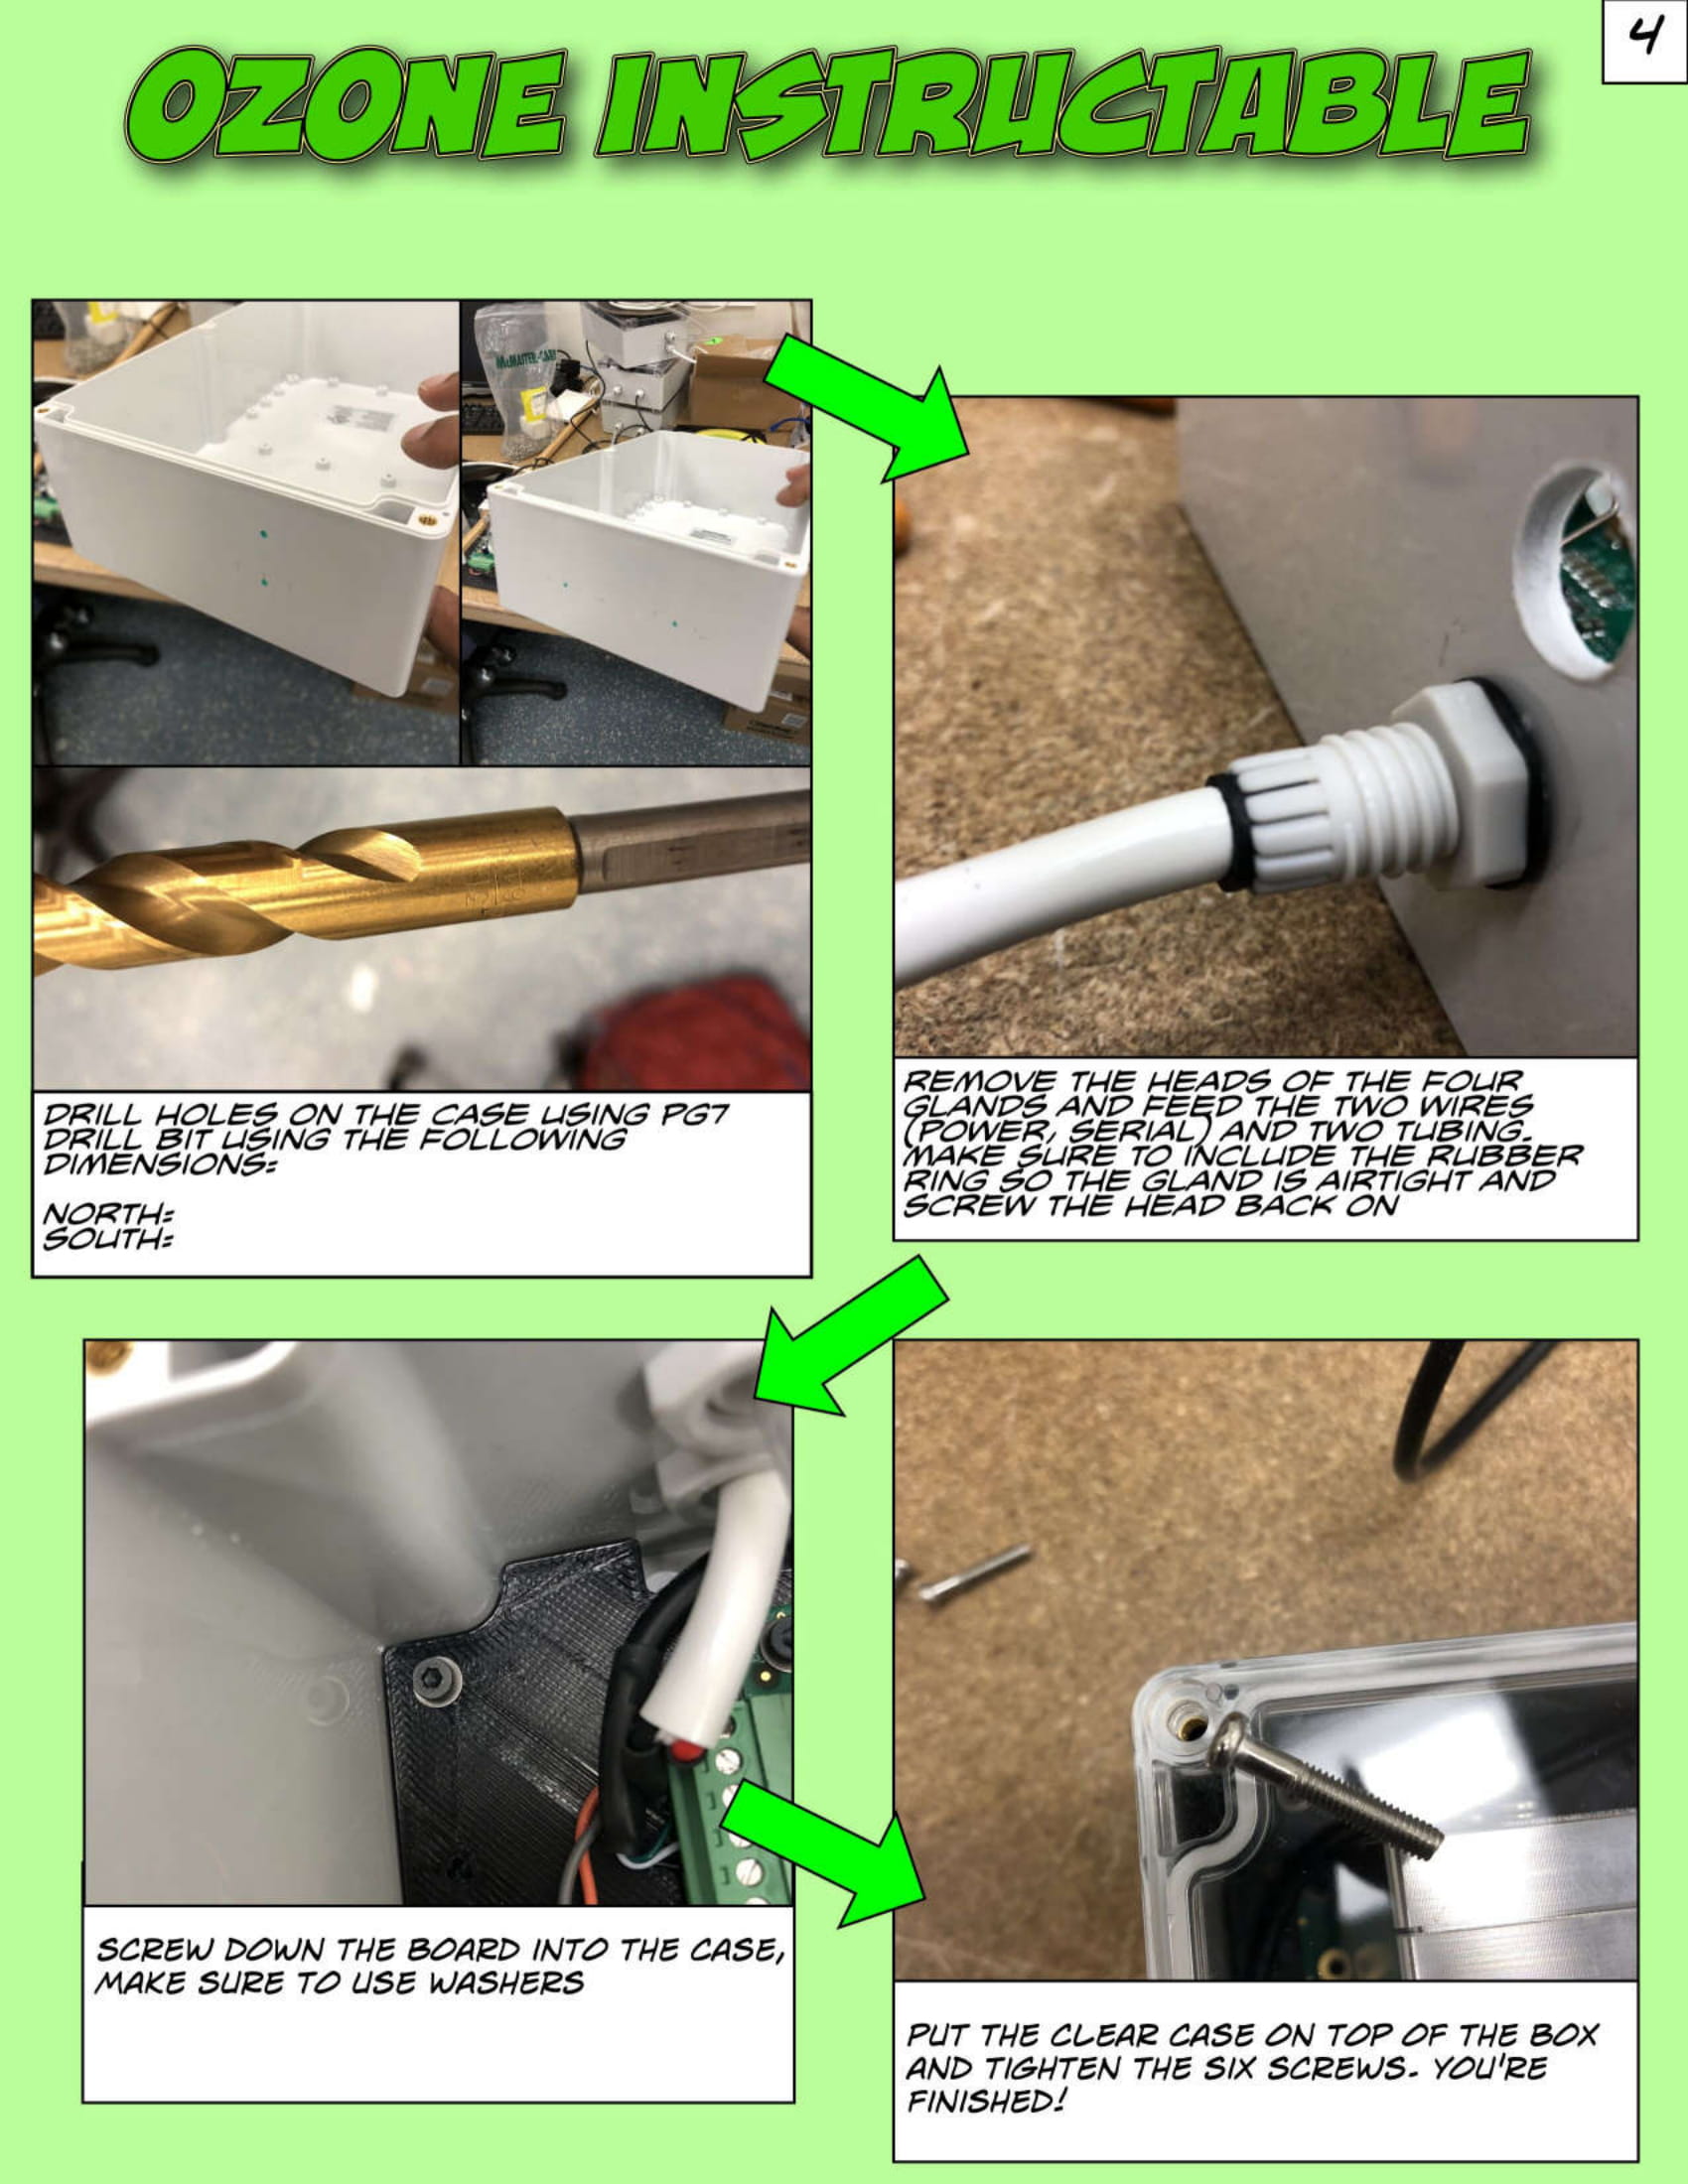 4
OZONE INSTRUCTABLE
McMASTER-CARR
DRILL HOLES ON THE CASE USING PG7
DRILL BIT USING THE FOLLOWING
DIMENSIONS:
NORTH:
SOUTH:
REMOVE THE HEADS OF THE FOUR
GLANDS AND FEED THE TWO WIRES
(POWER, SERIAL) AND TWO TUBING.
MAKE SURE TO INCLUDE THE RUBBER
RING SO THE GLAND IS AIRTIGHT AND
SCREW THE HEAD BACK ON
SCREW DOWN THE BOARD INTO THE CASE,
MAKE SURE TO USE WASHERS
PUT THE CLEAR CASE ON TOP OF THE BOX
AND TIGHTEN THE SIX SCREWS. YOU'RE
FINISHED!